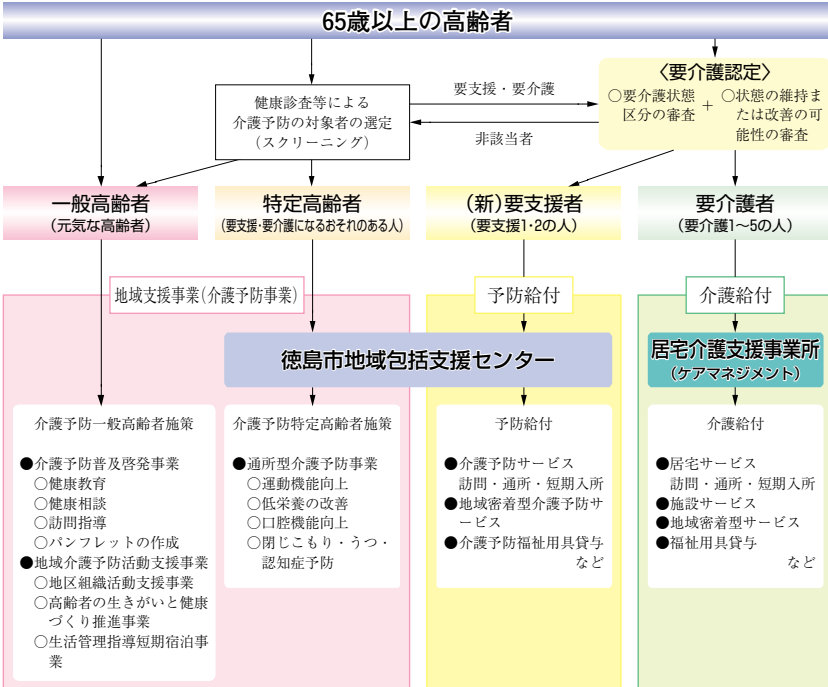 65歳以上の高齢者
健康診査等による
介護予防の対象者の選定
(スクリーニング)
要支援・要介護
非該当者
〈要介護認定〉
○要介護状態
区分の審査
+
○状態の維持ま
たは改善の可
能性の審査
一般高齢者
(元気な高齢者)
特定高齢者
(要支援・要介護になるおそれのある人)
(新)要支援者
(要支援1・2の人)
要介護者
(要介護1〜5の人)
地域支援事業(介護予防事業)
予防給付
介護給付
徳島市地域包括支援センター
居宅介護支援事業所
(ケアマネジメント)
介護予防一般高齢者施策
●介護予防普及啓発事業
○健康教育
○健康相談
○訪問指導
○パンフレットの作成
●地域介護予防活動支援事業
○地区組織活動支援事業
○高齢者の生きがいと健康
づくり推進事業
○生活管理指導短期宿泊事
業
介護予防特定高齢者施策
●通所型介護予防事業
○運動機能向上
○低栄養の改善
○口腔機能向上
○閉じこもり・うつ・
認知症予防
予防給付
●介護予防サービス
訪問・通所・短期入所
●地域密着型介護予防サ
ービス
●介護予防福祉用具貸与
など
介護給付
●居宅サービス
訪問・通所・短期入所
●施設サービス
●地域密着型サービス
●福祉用具貸与
など